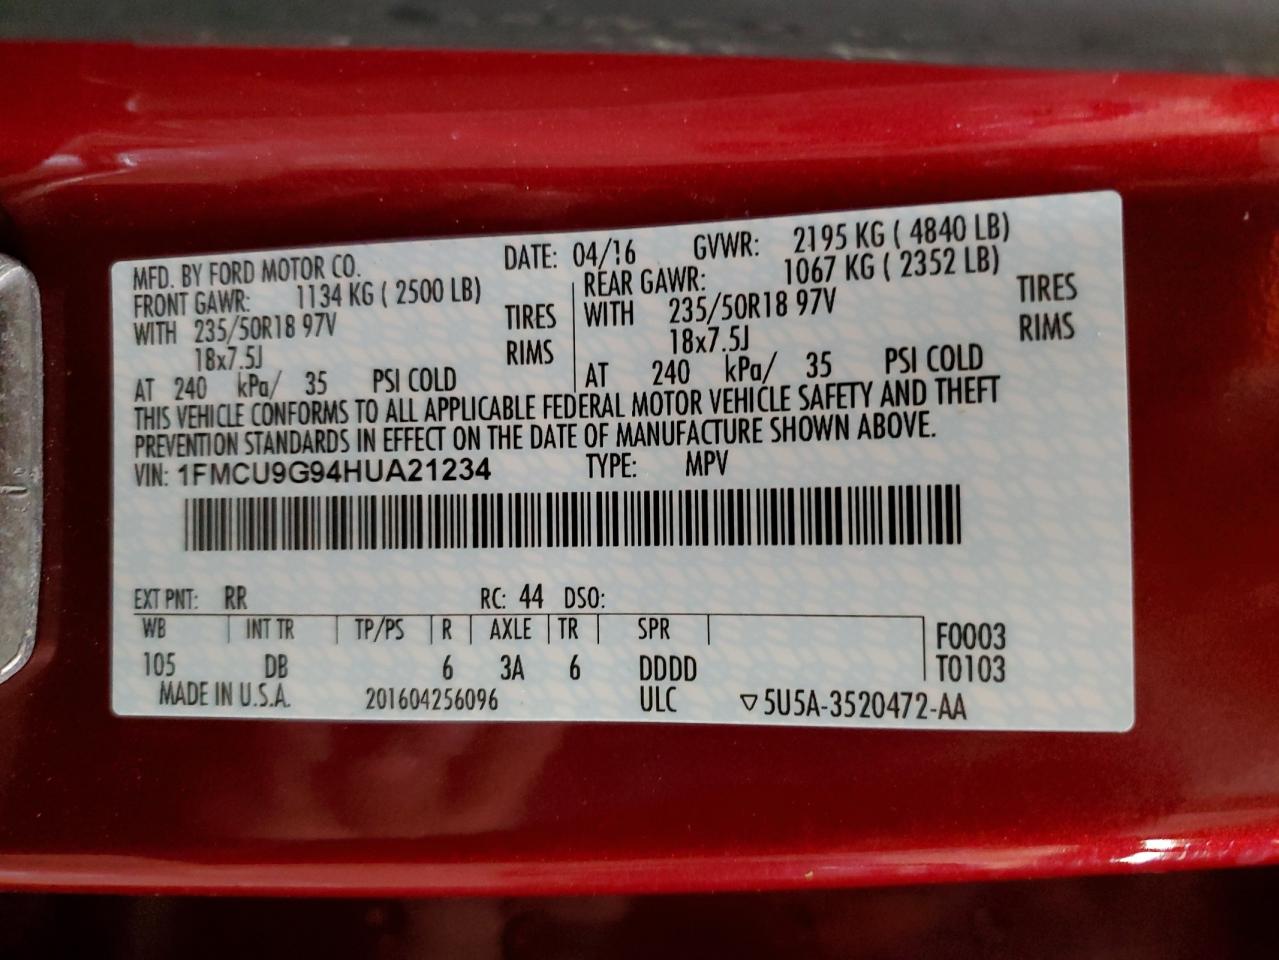 MFD. BY FORD MOTOR CO. DATE: 04/16 GVWR: 2195 KG ( 4840 LB)
FRONT GAWR: 1134 KG ( 2500 LB) REAR GAWR: 1067 KG ( 2352 LB)
WITH 235/50R18 97V TIRES WITH 235/50R18 97V TIRES
18x7.5J RIMS 18x7.5J RIMS
AT 240 kPa/ 35 PSI COLD AT 240 kPa/ 35 PSI COLD
THIS VEHICLE CONFORMS TO ALL APPLICABLE FEDERAL MOTOR VEHICLE SAFETY AND THEFT
PREVENTION STANDARDS IN EFFECT ON THE DATE OF MANUFACTURE SHOWN ABOVE.
VIN: 1FMCU9G94HUA21234 TYPE: MPV
EXT PNT: RR RC: 44 DSO:
WB INT TR TP/PS R AXLE TR SPR F0003
105 DB 6 3A 6 DDDD T0103
MADE IN U.S.A. 201604256096 ULC ▽5U5A-3520472-AA